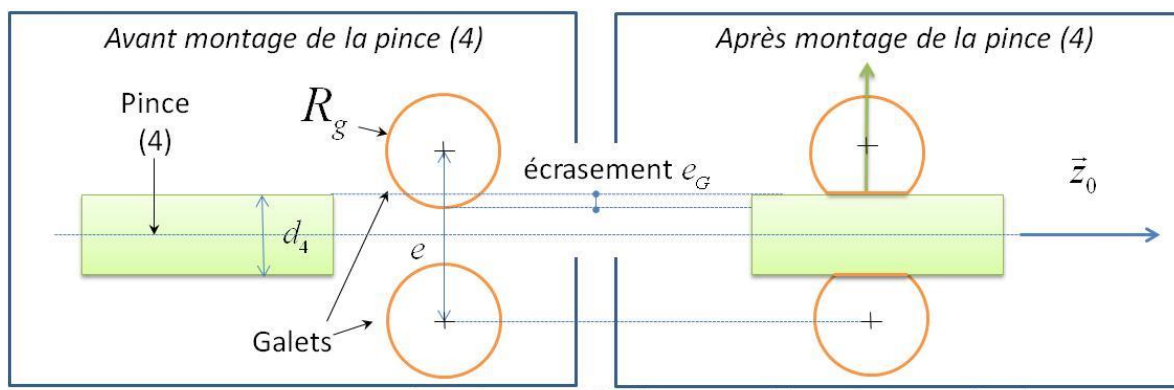 Avant montage de la pince (4)
Après montage de la pince (4)
Pince
(4)
R_g
écrasement e_G
z⃗_0
d_4
e
Galets